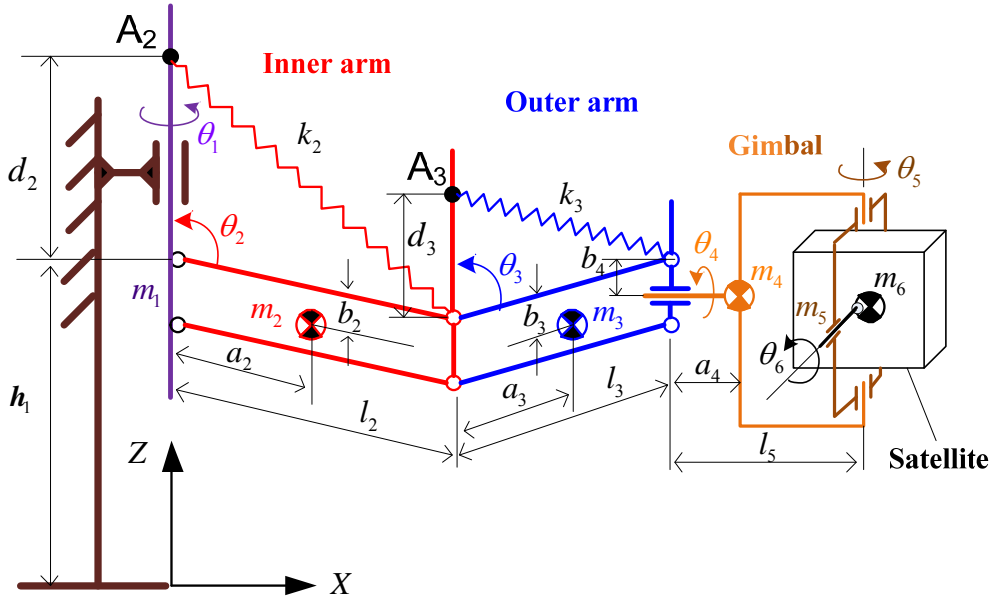 A₂
Inner arm
Outer arm
Gimbal
θ₁
k₂
A₃
k₃
θ₅
d₂
θ₂
d₃
θ₃
b₄
θ₄
m₄
m₁
m₂
b₂
b₃
m₃
m₅
m₆
θ₆
a₂
a₃
l₃
a₄
h₁
l₂
l₅
Satellite
Z
X